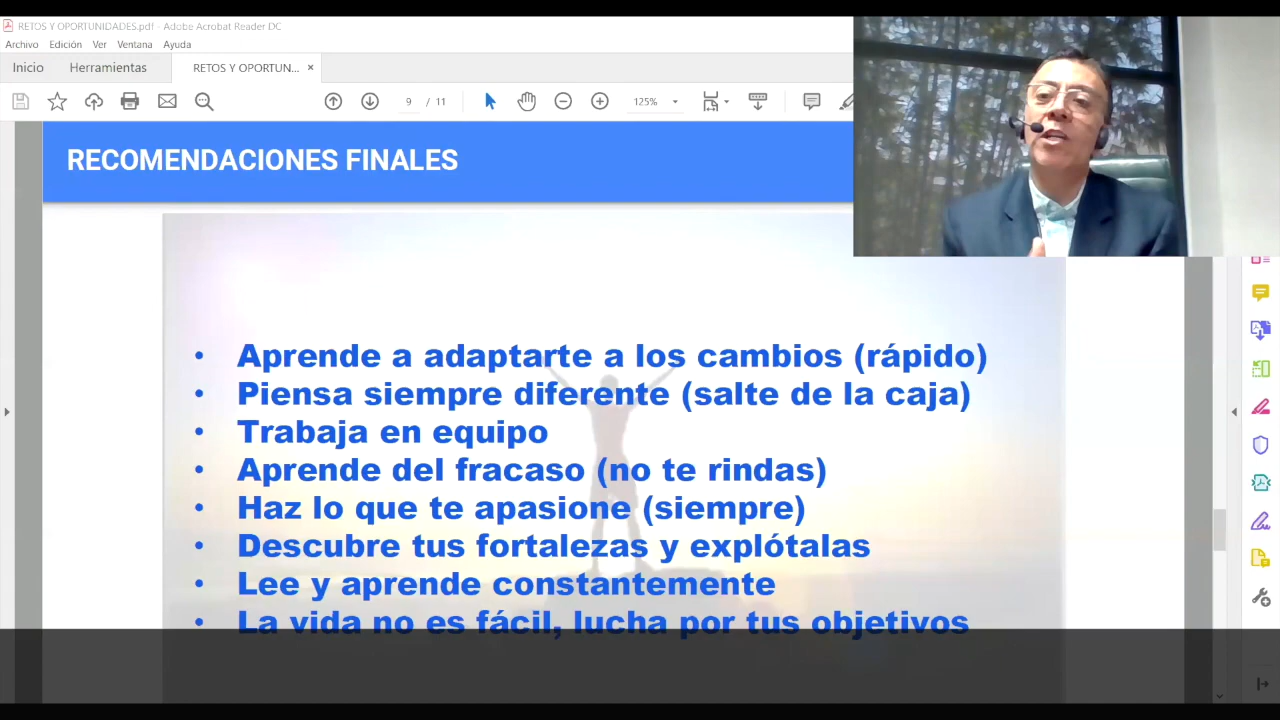 RETOS Y OPORTUNIDADES.pdf - Adobe Acrobat Reader DC
Archivo Edición Ver Ventana Ayuda
Inicio Herramientas RETOS Y OPORTUN... ×
9 / 11 125%
RECOMENDACIONES FINALES
• Aprende a adaptarte a los cambios (rápido)
• Piensa siempre diferente (salte de la caja)
• Trabaja en equipo
• Aprende del fracaso (no te rindas)
• Haz lo que te apasione (siempre)
• Descubre tus fortalezas y explótalas
• Lee y aprende constantemente
• La vida no es fácil, lucha por tus objetivos